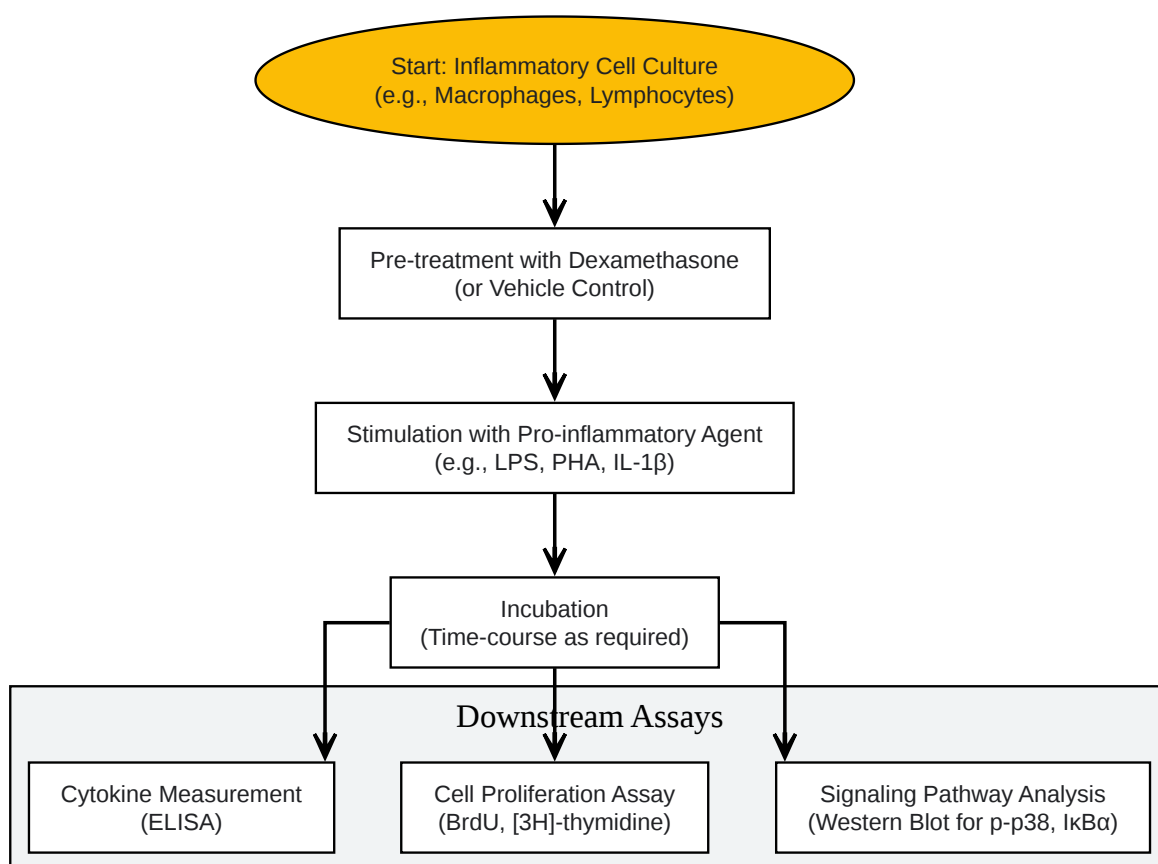 Start: Inflammatory Cell Culture
(e.g., Macrophages, Lymphocytes)
Pre-treatment with Dexamethasone
(or Vehicle Control)
Stimulation with Pro-inflammatory Agent
(e.g., LPS, PHA, IL-1β)
Incubation
(Time-course as required)
Downstream Assays
Cytokine Measurement
(ELISA)
Cell Proliferation Assay
(BrdU, [3H]-thymidine)
Signaling Pathway Analysis
(Western Blot for p-p38, IκBα)